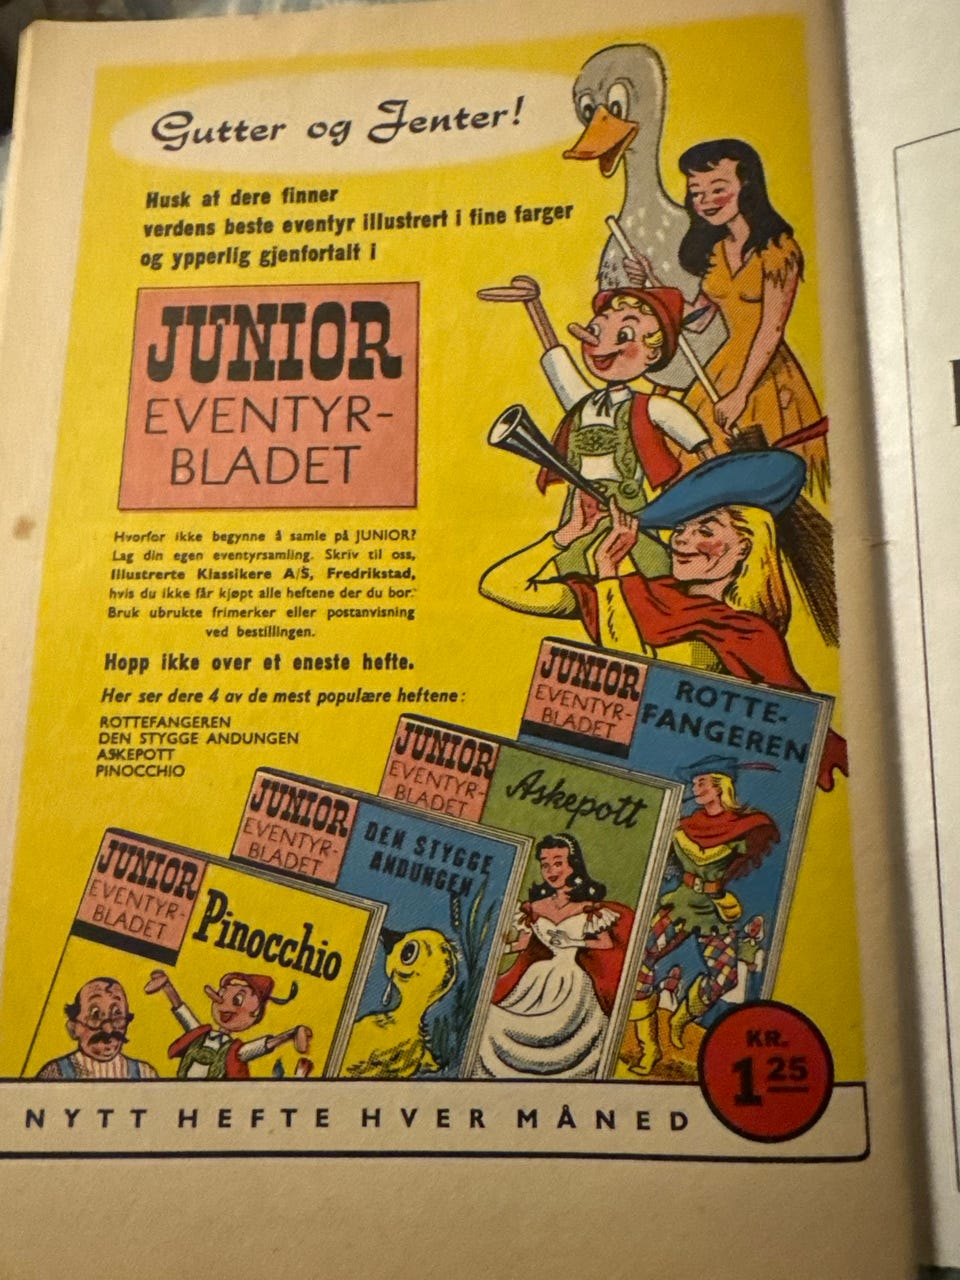 Gutter og Jenter!
Husk at dere finner
verdens beste eventyr illustrert i fine farger
og ypperlig gjenfortalt i
JUNIOR
EVENTYR-
BLADET
Hvorfor ikke begynne å samle på JUNIOR?
Lag din egen eventyrsamling. Skriv til oss,
Illustrerte Klassikere A/S, Fredrikstad,
hvis du ikke får kjøpt alle heftene der du bor.
Bruk ubrukte frimerker eller postanvisning
ved bestillingen.
Hopp ikke over et eneste hefte.
Her ser dere 4 av de mest populære heftene:
ROTTEFANGEREN
DEN STYGGE ANDUNGEN
ASKEPOTT
PINOCCHIO
JUNIOR
EVENTYR-
BLADET
ROTTE-
FANGEREN
JUNIOR
EVENTYR-
BLADET
Askepott
JUNIOR
EVENTYR-
BLADET
DEN STYGGE
ANDUNGEN
JUNIOR
EVENTYR-
BLADET
Pinocchio
KR.
1 25
NYTT HEFTE HVER MÅNED